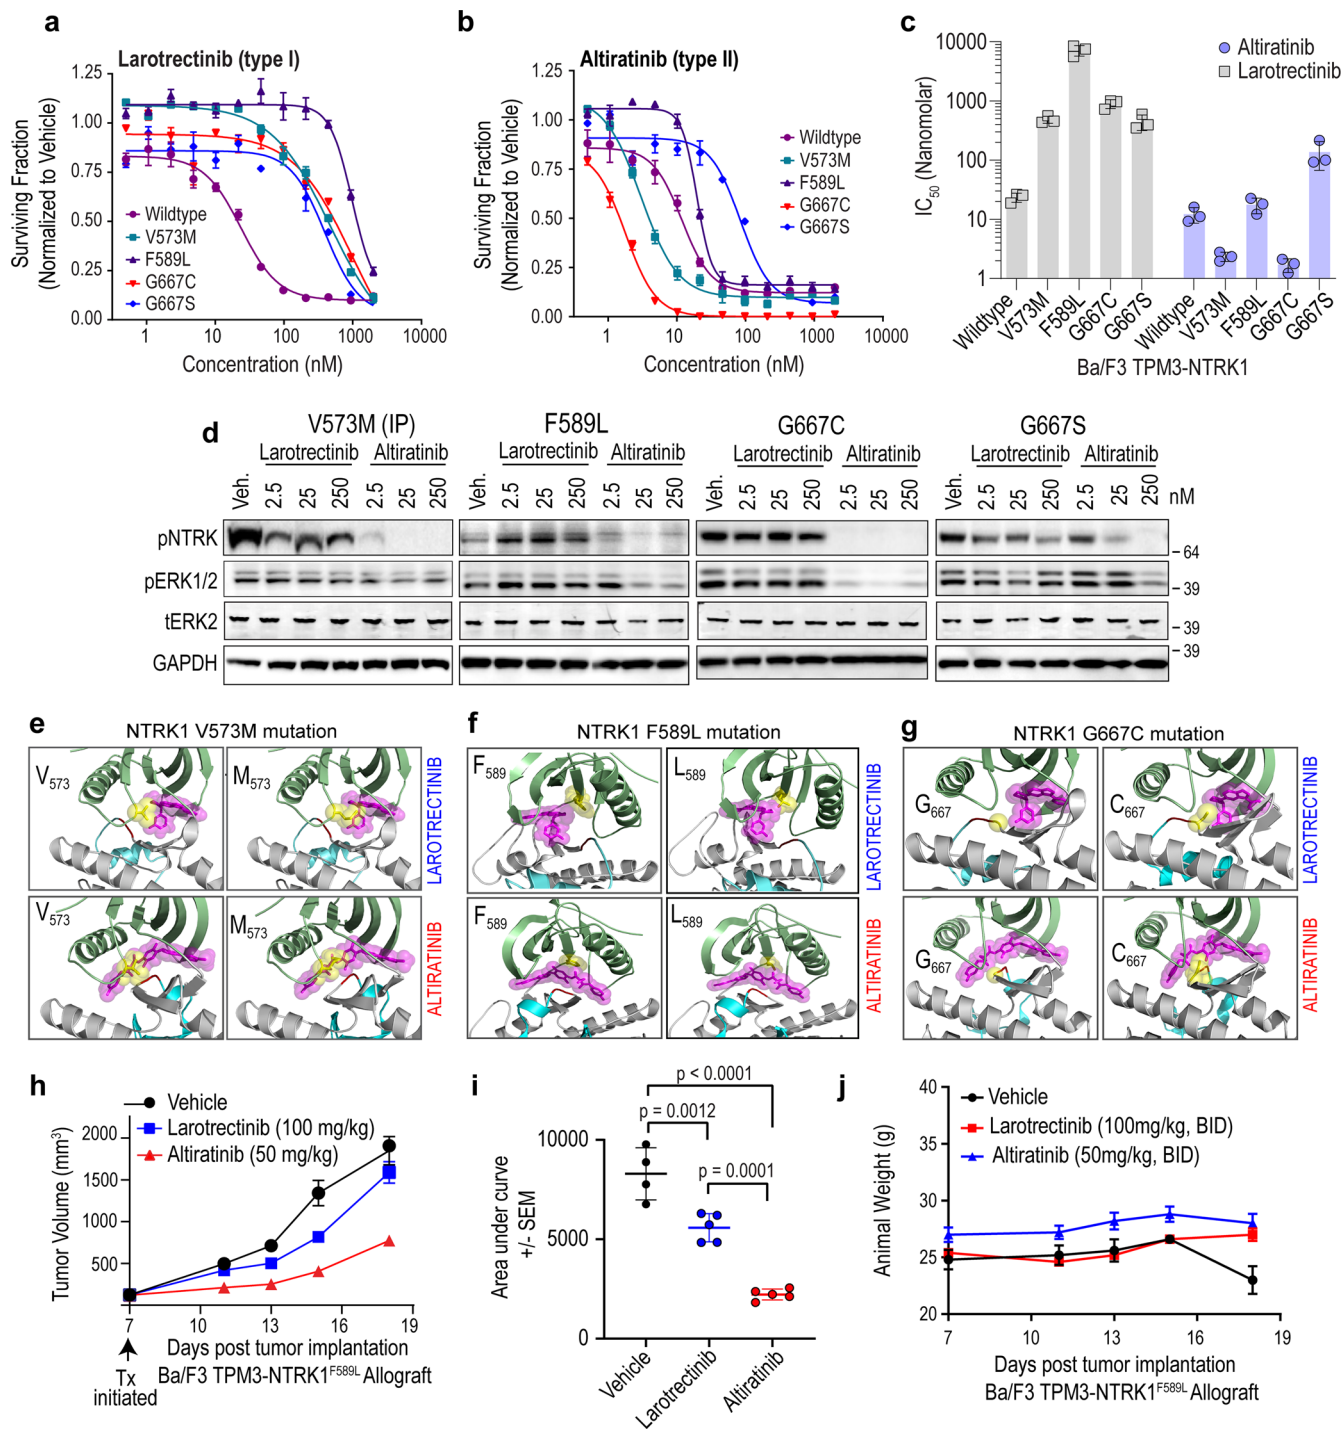 a
Larotrectinib (type I)
1.25
1.00
0.75
0.50
0.25
0.00
Surviving Fraction
(Normalized to Vehicle)
Wildtype
V573M
F589L
G667C
G667S
1
10
100
1000
10000
Concentration (nM)
b
Altiratinib (type II)
1.25
1.00
0.75
0.50
0.25
0.00
Surviving Fraction
(Normalized to Vehicle)
Wildtype
V573M
F589L
G667C
G667S
1
10
100
1000
10000
Concentration (nM)
c
Altiratinib
Larotrectinib
10000
1000
100
10
1
IC50 (Nanomolar)
Wildtype
V573M
F589L
G667C
G667S
Wildtype
V573M
F589L
G667C
G667S
Ba/F3 TPM3-NTRK1
d
V573M (IP)
F589L
G667C
G667S
Larotrectinib Altiratinib
Larotrectinib Altiratinib
Larotrectinib Altiratinib
Larotrectinib Altiratinib
Veh. 2.5 25 250 2.5 25 250
Veh. 2.5 25 250 2.5 25 250
Veh. 2.5 25 250 2.5 25 250
Veh. 2.5 25 250 2.5 25 250 nM
pNTRK
64
pERK1/2
39
tERK2
39
GAPDH
39
e
NTRK1 V573M mutation
V573
M573
LAROTRECTINIB
V573
M573
ALTIRATINIB
f
NTRK1 F589L mutation
F589
L589
LAROTRECTINIB
F589
L589
ALTIRATINIB
g
NTRK1 G667C mutation
G667
C667
LAROTRECTINIB
G667
C667
ALTIRATINIB
h
Vehicle
Larotrectinib (100 mg/kg)
Altiratinib (50 mg/kg)
2000
1500
1000
500
Tumor Volume (mm3)
7
10
13
16
19
Days post tumor implantation
Ba/F3 TPM3-NTRK1F589L Allograft
Tx
initiated
i
p < 0.0001
p = 0.0012
p = 0.0001
10000
5000
0
Area under curve
+/- SEM
Vehicle
Larotrectinib
Altiratinib
j
Vehicle
Larotrectinib (100mg/kg, BID)
Altiratinib (50mg/kg, BID)
40
35
30
25
20
Animal Weight (g)
7
10
13
16
19
Days post tumor implantation
Ba/F3 TPM3-NTRK1F589L Allograft